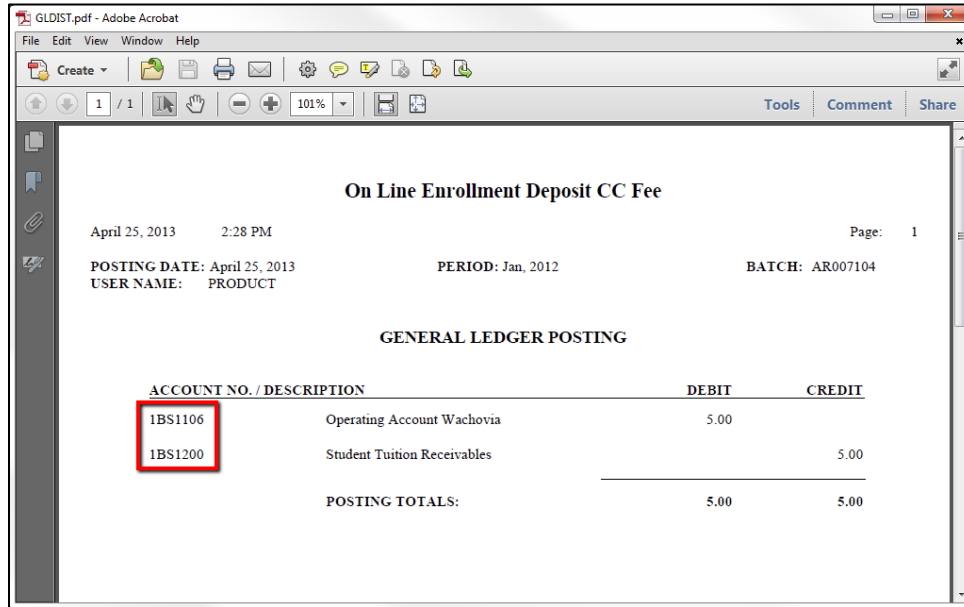 GLDIST.pdf - Adobe Acrobat
File Edit View Window Help
Create
1 / 1 101% Tools Comment Share
On Line Enrollment Deposit CC Fee
April 25, 2013 2:28 PM Page: 1
POSTING DATE: April 25, 2013 PERIOD: Jan, 2012 BATCH: AR007104
USER NAME: PRODUCT
GENERAL LEDGER POSTING
ACCOUNT NO. / DESCRIPTION DEBIT CREDIT
1BS1106 Operating Account Wachovia 5.00
1BS1200 Student Tuition Receivables 5.00
POSTING TOTALS: 5.00 5.00